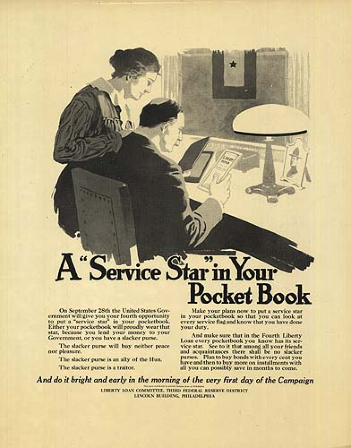 A "Service Star" in Your
Pocket Book
On September 28th the United States Gov-
ernment will give you your fourth opportunity
to put a "service star" in your pocketbook.
Either your pocketbook will proudly wear that
star, because you lend your money to your
Government, or you have a slacker purse.
The slacker purse will buy neither peace
nor pleasure.
The slacker purse is an ally of the Hun.
The slacker purse is a traitor.
Make your plans now to put a service star
in your pocketbook so that you can look at
every service flag and know that you have done
your duty.
And make sure that in the Fourth Liberty
Loan every pocketbook you know has its ser-
vice star. See to it that among all your friends
and acquaintances there shall be no slacker
purses. Plan to buy bonds with every cent you
have and then to buy more on installments with
all you can possibly save in months to come.
And do it bright and early in the morning of the very first day of the Campaign
LIBERTY LOAN COMMITTEE, THIRD FEDERAL RESERVE DISTRICT
LINCOLN BUILDING, PHILADELPHIA